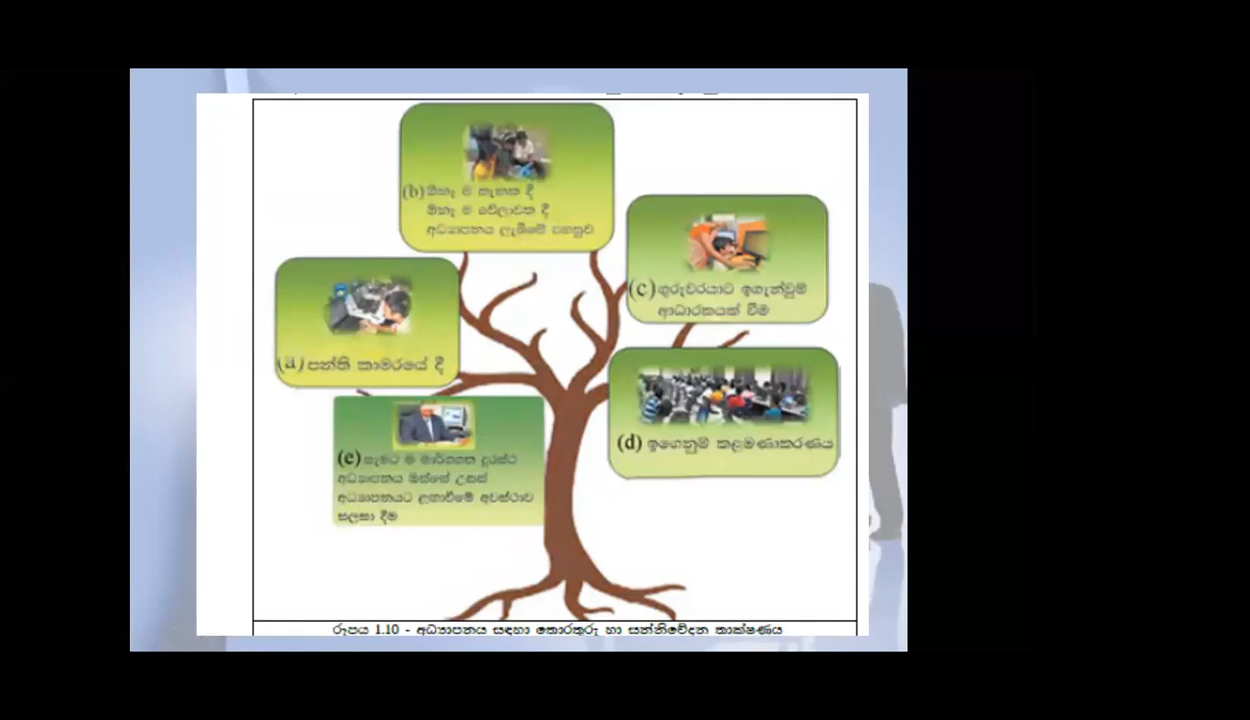 (b) ඕනෑ ම තැනක දී
ඕනෑ ම වේලාවක දී
අධ්‍යාපනය ලැබීමේ පහසුව
(c) ගුරුවරයාට ඉගැන්වුම්
ආධාරකයක් වීම
(a) පන්ති කාමරයේ දී
(d) ඉගෙනුම් කළමණාකරණය
(e) සැමට ම මාර්ගගත දුරස්ථ
අධ්‍යාපනය ඔස්සේ උසස්
අධ්‍යාපනයට ළඟාවීමේ අවස්ථාව
සලසා දීම
රූපය 1.10 - අධ්‍යාපනය සඳහා තොරතුරු හා සන්නිවේදන තාක්ෂණය